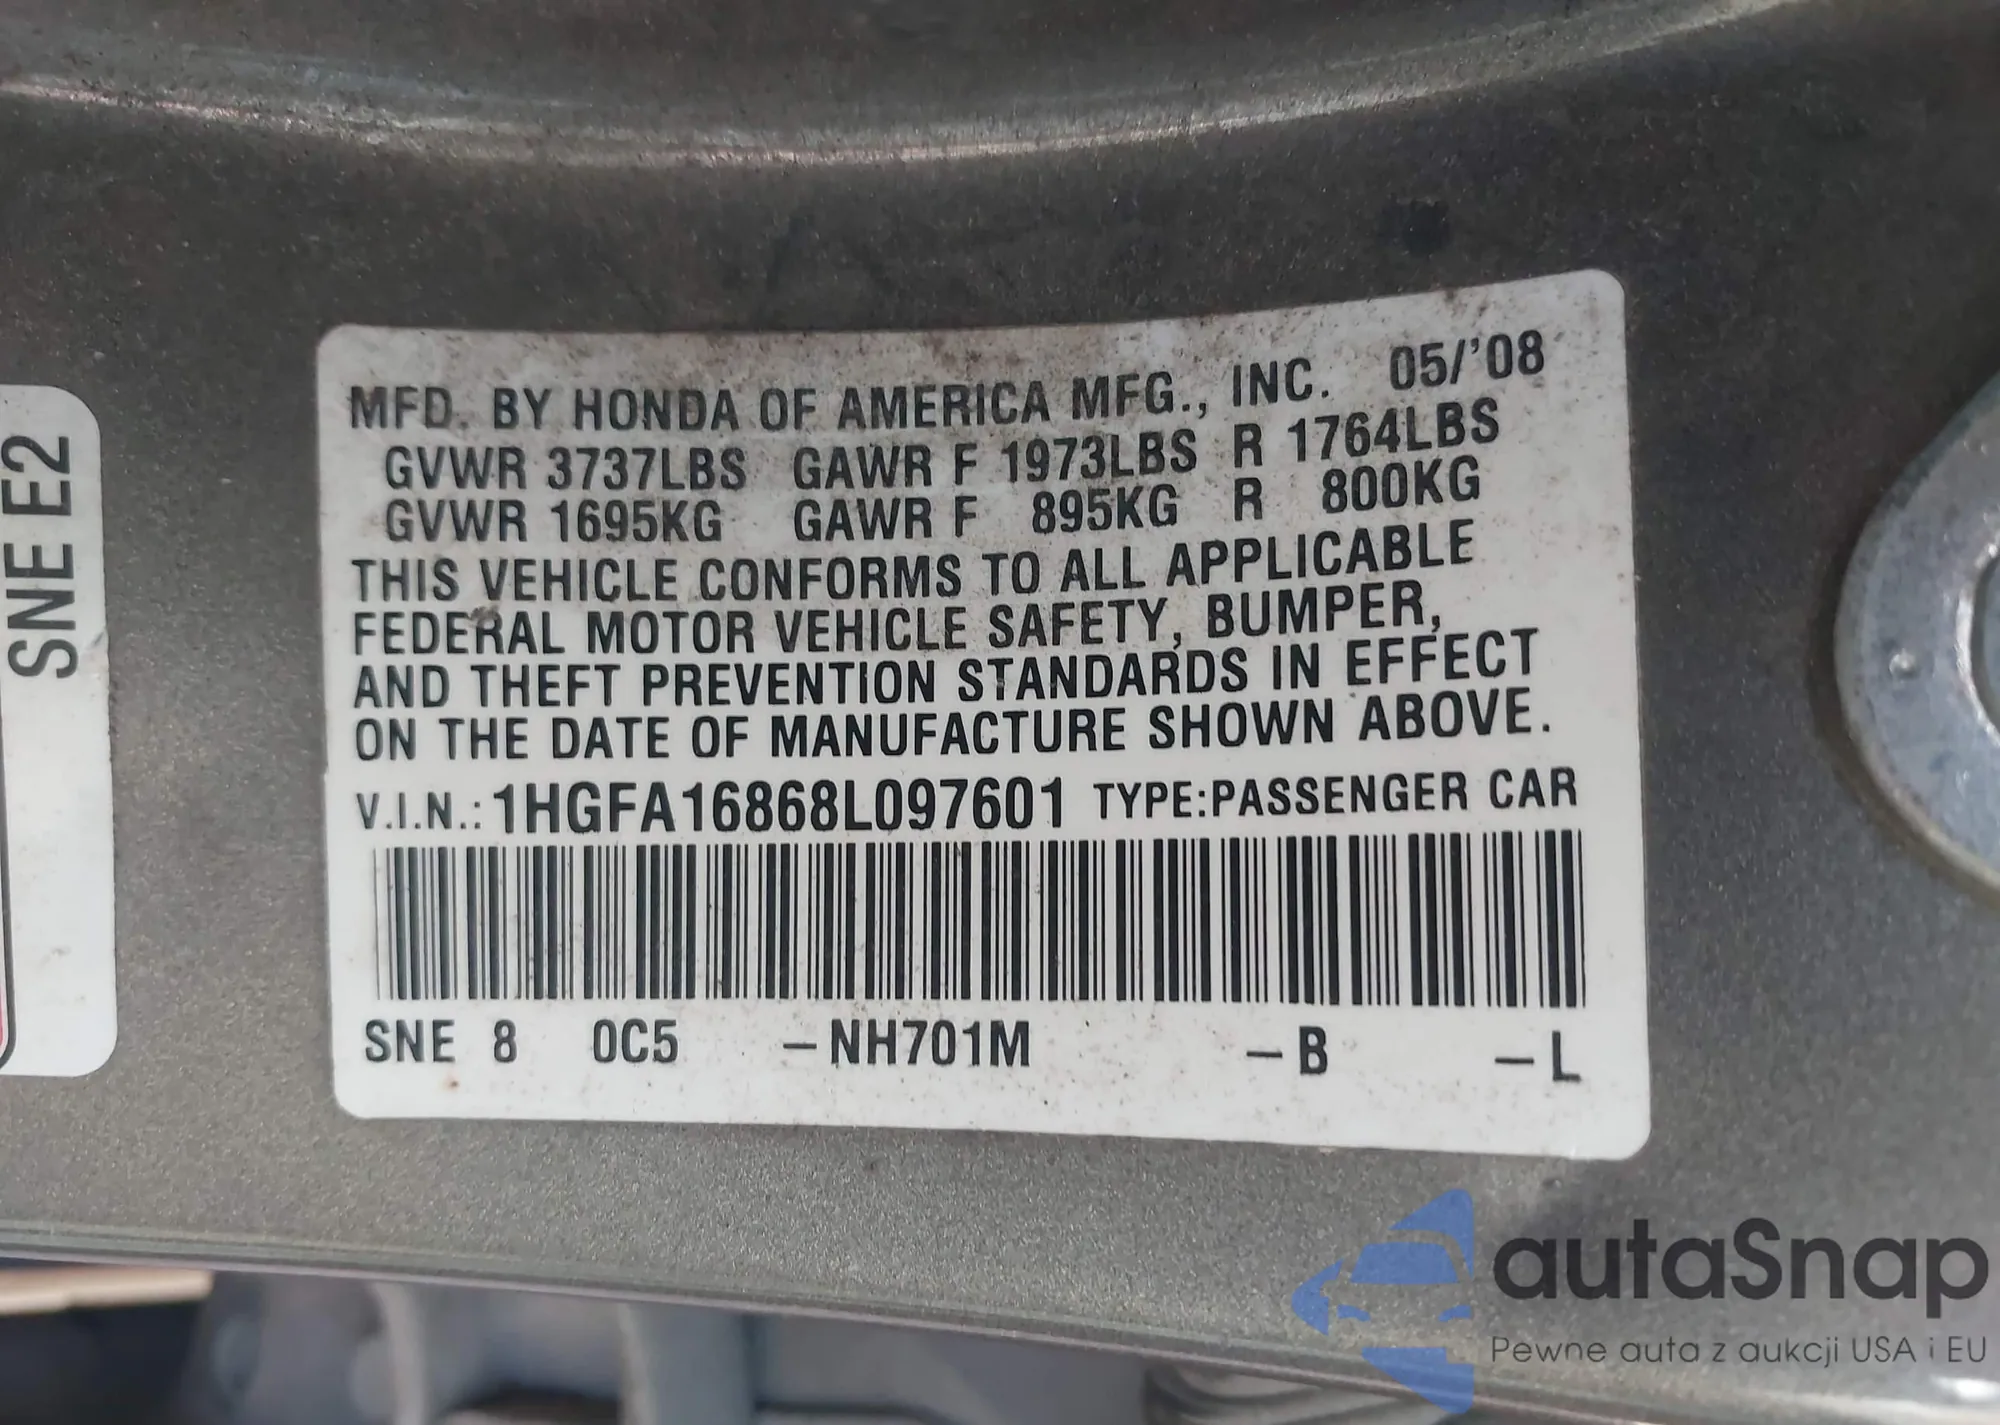 SNE E2
MFD. BY HONDA OF AMERICA MFG., INC. 05/'08
GVWR 3737LBS GAWR F 1973LBS R 1764LBS
GVWR 1695KG GAWR F 895KG R 800KG
THIS VEHICLE CONFORMS TO ALL APPLICABLE
FEDERAL MOTOR VEHICLE SAFETY, BUMPER,
AND THEFT PREVENTION STANDARDS IN EFFECT
ON THE DATE OF MANUFACTURE SHOWN ABOVE.
V.I.N.: 1HGFA16868L097601 TYPE:PASSENGER CAR
SNE 8 0C5 –NH701M –B –L
autaSnap
Pewne auta z aukcji USA i EU